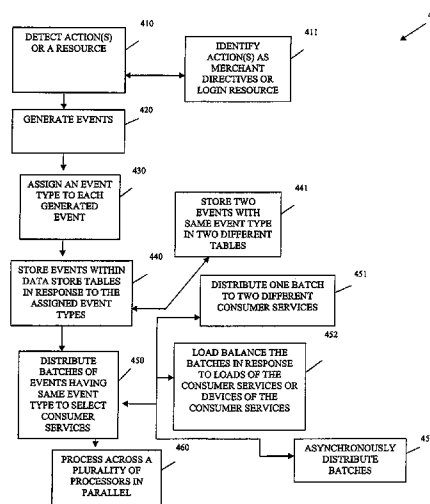 410
DETECT ACTION(S)
OR A RESOURCE
411
IDENTIFY
ACTION(S) AS
MERCHANT
DIRECTIVES OR
LOGIN RESOURCE
4
420
GENERATE EVENTS
430
ASSIGN AN EVENT
TYPE TO EACH
GENERATED
EVENT
441
STORE TWO
EVENTS WITH
SAME EVENT TYPE
IN TWO DIFFERENT
TABLES
440
STORE EVENTS WITHIN
DATA STORE TABLES
IN RESPONSE TO THE
ASSIGNED EVENT
TYPES
451
DISTRIBUTE ONE BATCH
TO TWO DIFFERENT
CONSUMER SERVICES
452
LOAD BALANCE THE
BATCHES IN RESPONSE
TO LOADS OF THE
CONSUMER SERVICES OR
DEVICES OF THE
CONSUMER SERVICES
450
DISTRIBUTE
BATCHES OF
EVENTS HAVING
SAME EVENT
TYPE TO SELECT
CONSUMER
SERVICES
45
ASYNCHRONOUSLY
DISTRIBUTE
BATCHES
460
PROCESS ACROSS A
PLURALITY OF
PROCESSORS IN
PARALLEL